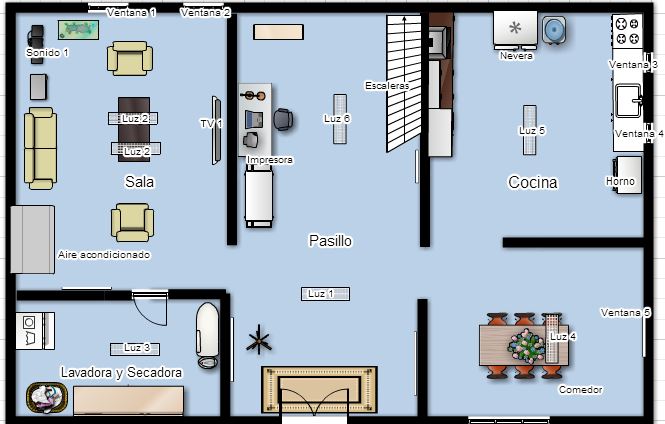 Ventana 1
Ventana 2
Sonido 1
Nevera
Ventana 3
Escaleras
Luz 2
TV 1
Luz 6
Luz 5
Ventana 4
Luz 2
Impresora
Sala
Cocina
Horno
Pasillo
Aire acondicionado
Luz 1
Ventana 5
Luz 3
Luz 4
Lavadora y Secadora
Comedor